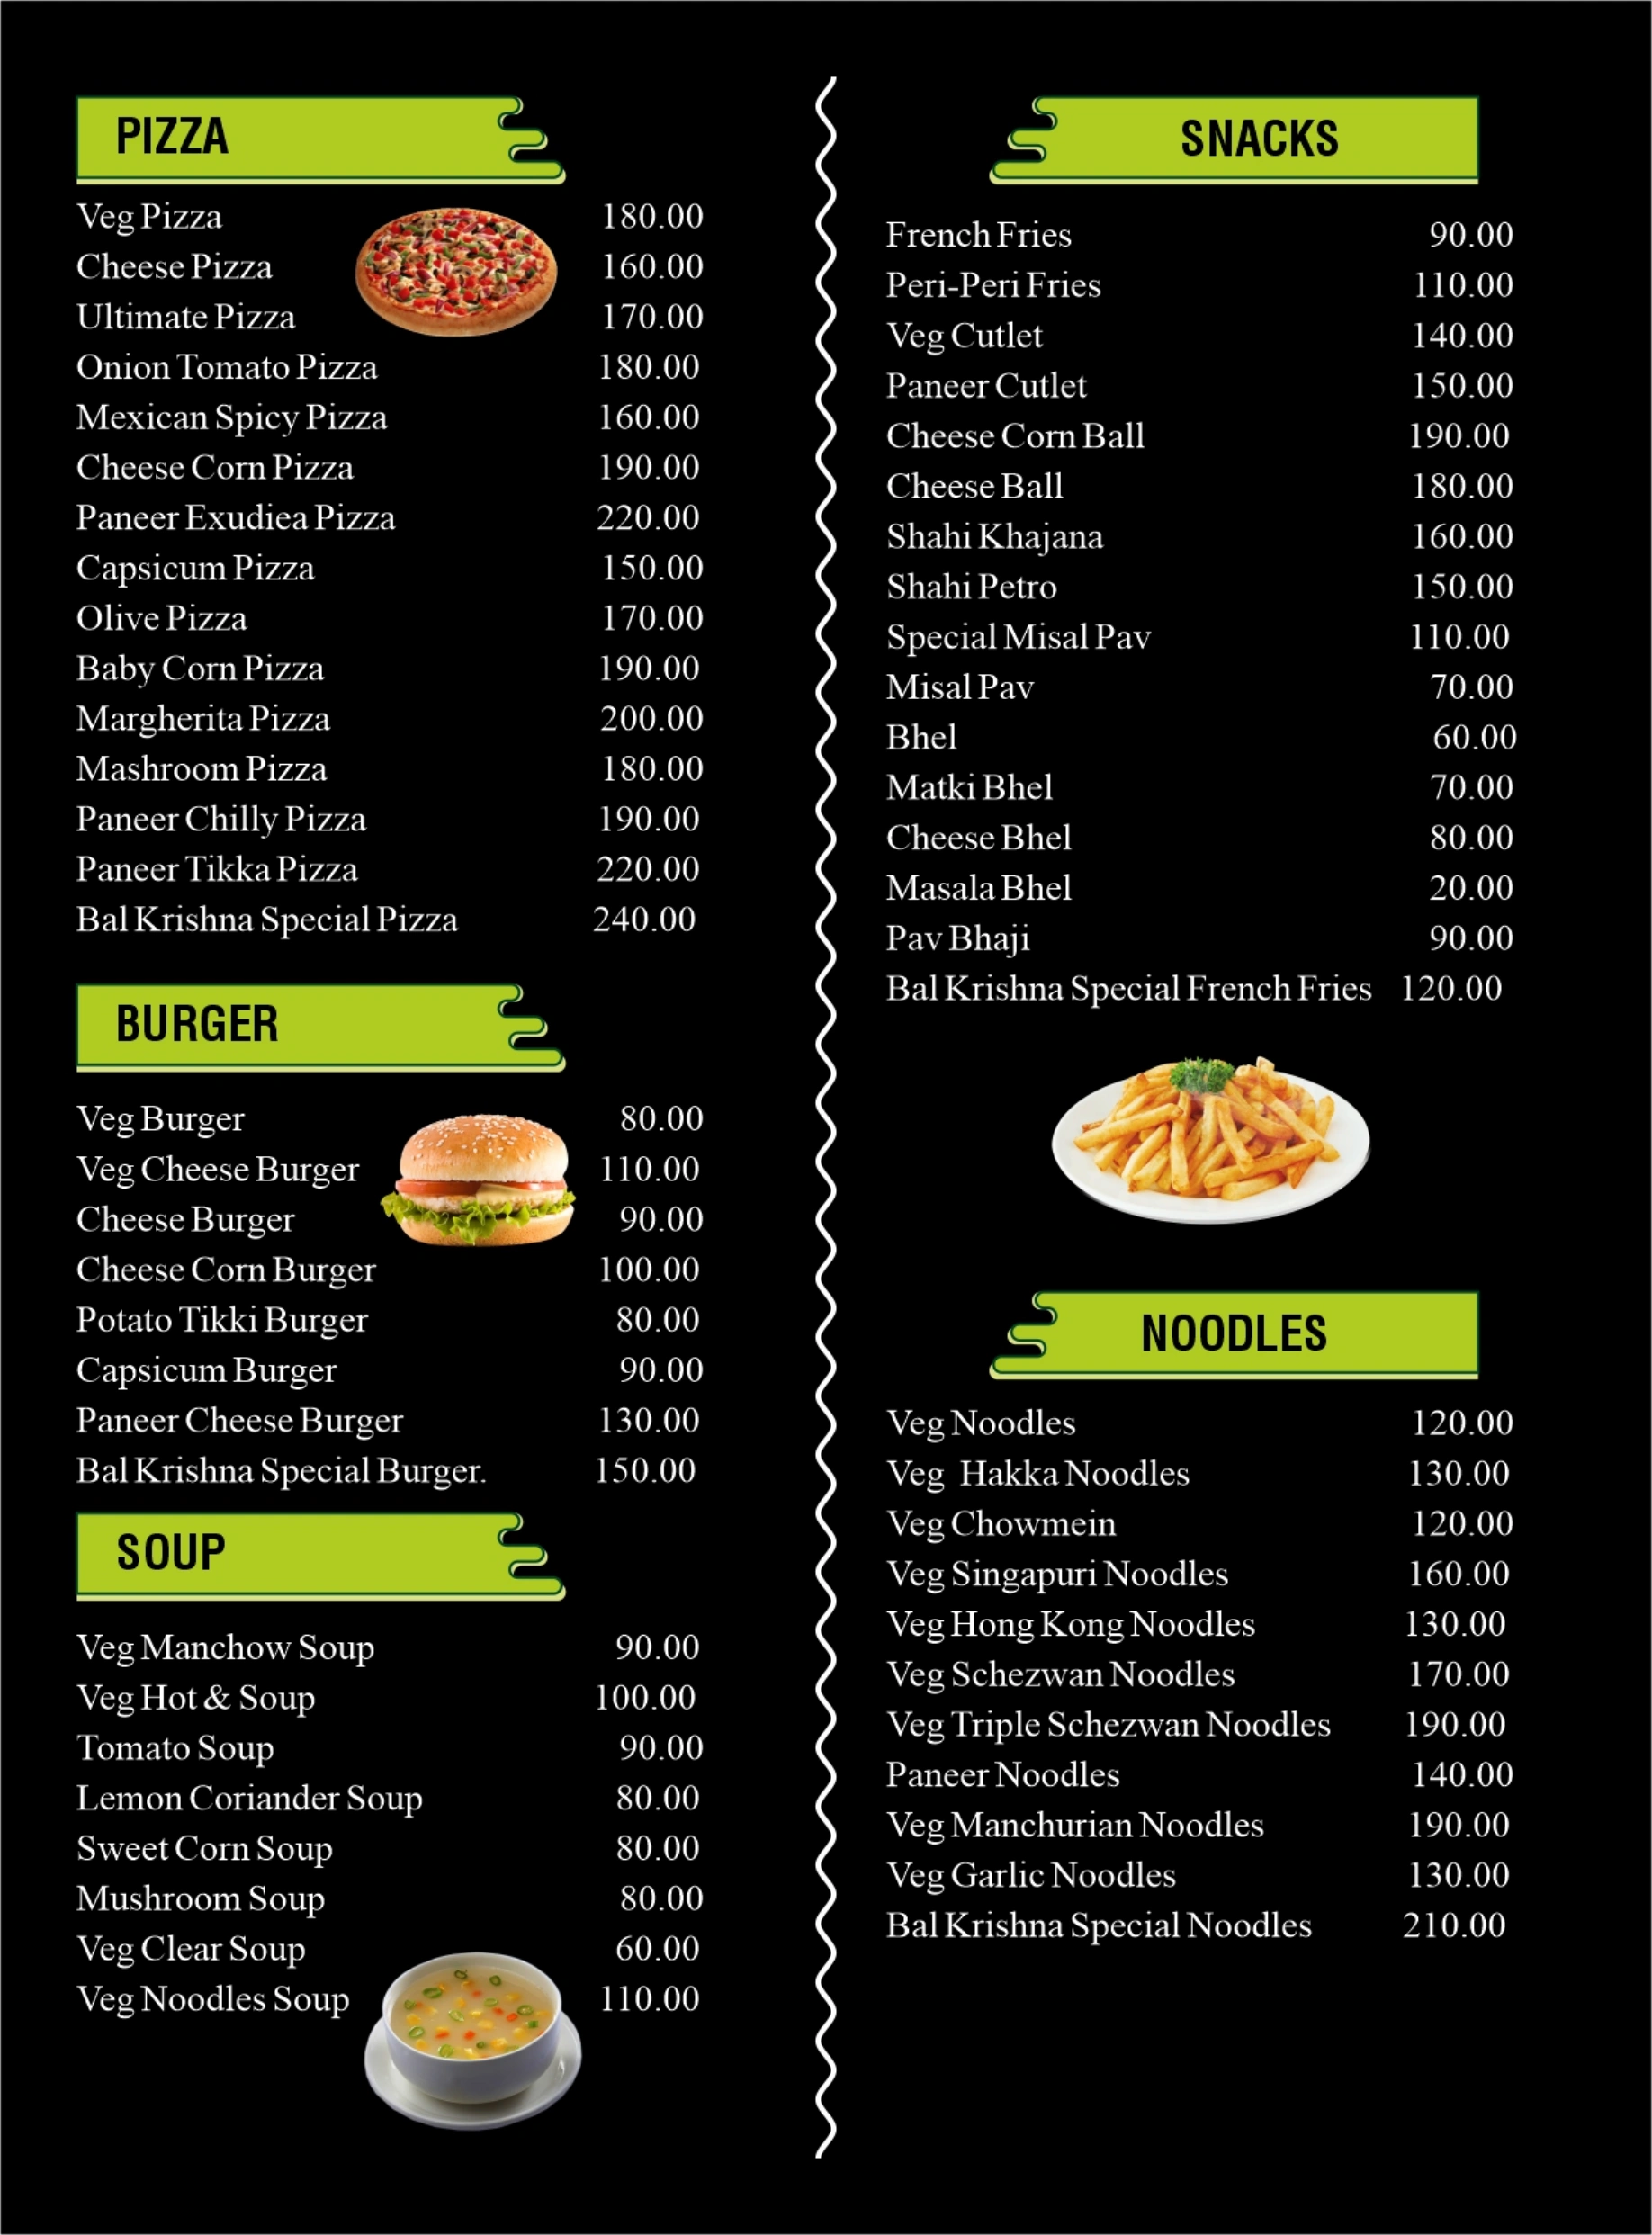 PIZZA
Veg Pizza 180.00
Cheese Pizza 160.00
Ultimate Pizza 170.00
Onion Tomato Pizza 180.00
Mexican Spicy Pizza 160.00
Cheese Corn Pizza 190.00
Paneer Exudiea Pizza 220.00
Capsicum Pizza 150.00
Olive Pizza 170.00
Baby Corn Pizza 190.00
Margherita Pizza 200.00
Mashroom Pizza 180.00
Paneer Chilly Pizza 190.00
Paneer Tikka Pizza 220.00
Bal Krishna Special Pizza 240.00
BURGER
Veg Burger 80.00
Veg Cheese Burger 110.00
Cheese Burger 90.00
Cheese Corn Burger 100.00
Potato Tikki Burger 80.00
Capsicum Burger 90.00
Paneer Cheese Burger 130.00
Bal Krishna Special Burger. 150.00
SOUP
Veg Manchow Soup 90.00
Veg Hot & Soup 100.00
Tomato Soup 90.00
Lemon Coriander Soup 80.00
Sweet Corn Soup 80.00
Mushroom Soup 80.00
Veg Clear Soup 60.00
Veg Noodles Soup 110.00
SNACKS
French Fries 90.00
Peri-Peri Fries 110.00
Veg Cutlet 140.00
Paneer Cutlet 150.00
Cheese Corn Ball 190.00
Cheese Ball 180.00
Shahi Khajana 160.00
Shahi Petro 150.00
Special Misal Pav 110.00
Misal Pav 70.00
Bhel 60.00
Matki Bhel 70.00
Cheese Bhel 80.00
Masala Bhel 20.00
Pav Bhaji 90.00
Bal Krishna Special French Fries 120.00
NOODLES
Veg Noodles 120.00
Veg Hakka Noodles 130.00
Veg Chowmein 120.00
Veg Singapuri Noodles 160.00
Veg Hong Kong Noodles 130.00
Veg Schezwan Noodles 170.00
Veg Triple Schezwan Noodles 190.00
Paneer Noodles 140.00
Veg Manchurian Noodles 190.00
Veg Garlic Noodles 130.00
Bal Krishna Special Noodles 210.00